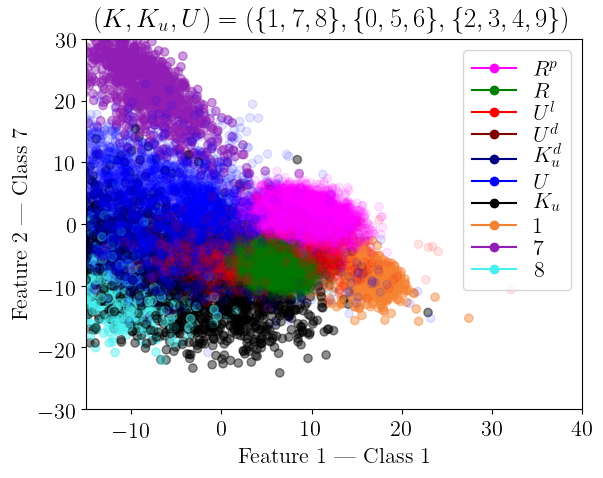 (K, K_u, U) = ({1, 7, 8}, {0, 5, 6}, {2, 3, 4, 9})
30
20
10
0
−10
−20
−30
Feature 2 — Class 7
−10
0
10
20
30
40
Feature 1 — Class 1
R^p
R
U^l
U^d
K_u^d
U
K_u
1
7
8